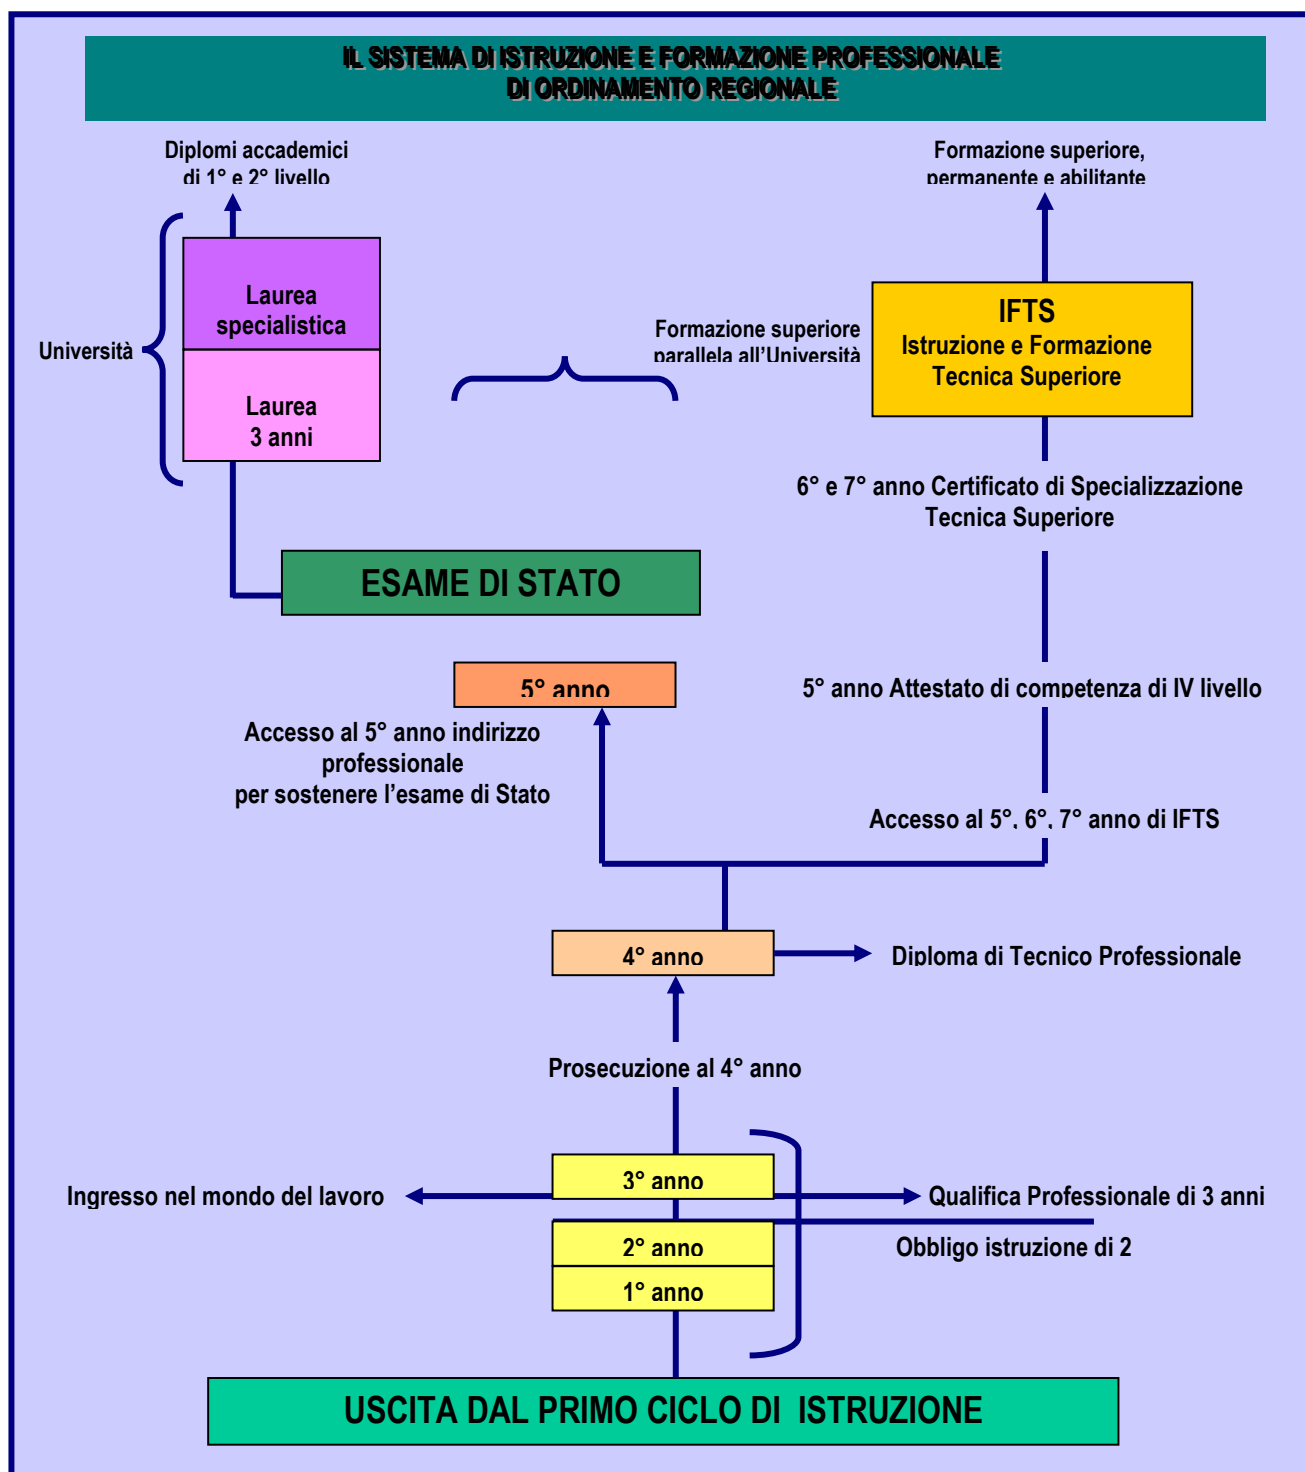 IL SISTEMA DI ISTRUZIONE E FORMAZIONE PROFESSIONALE
DI ORDINAMENTO REGIONALE
Diplomi accademici
di 1° e 2° livello
Formazione superiore,
permanente e abilitante
Laurea
specialistica
Università
Laurea
3 anni
Formazione superiore
parallela all'Università
IFTS
Istruzione e Formazione
Tecnica Superiore
6° e 7° anno Certificato di Specializzazione
Tecnica Superiore
ESAME DI STATO
5° anno
5° anno Attestato di competenza di IV livello
Accesso al 5° anno indirizzo
professionale
per sostenere l'esame di Stato
Accesso al 5°, 6°, 7° anno di IFTS
4° anno
Diploma di Tecnico Professionale
Prosecuzione al 4° anno
3° anno
Ingresso nel mondo del lavoro
Qualifica Professionale di 3 anni
2° anno
Obbligo istruzione di 2
1° anno
USCITA DAL PRIMO CICLO DI ISTRUZIONE